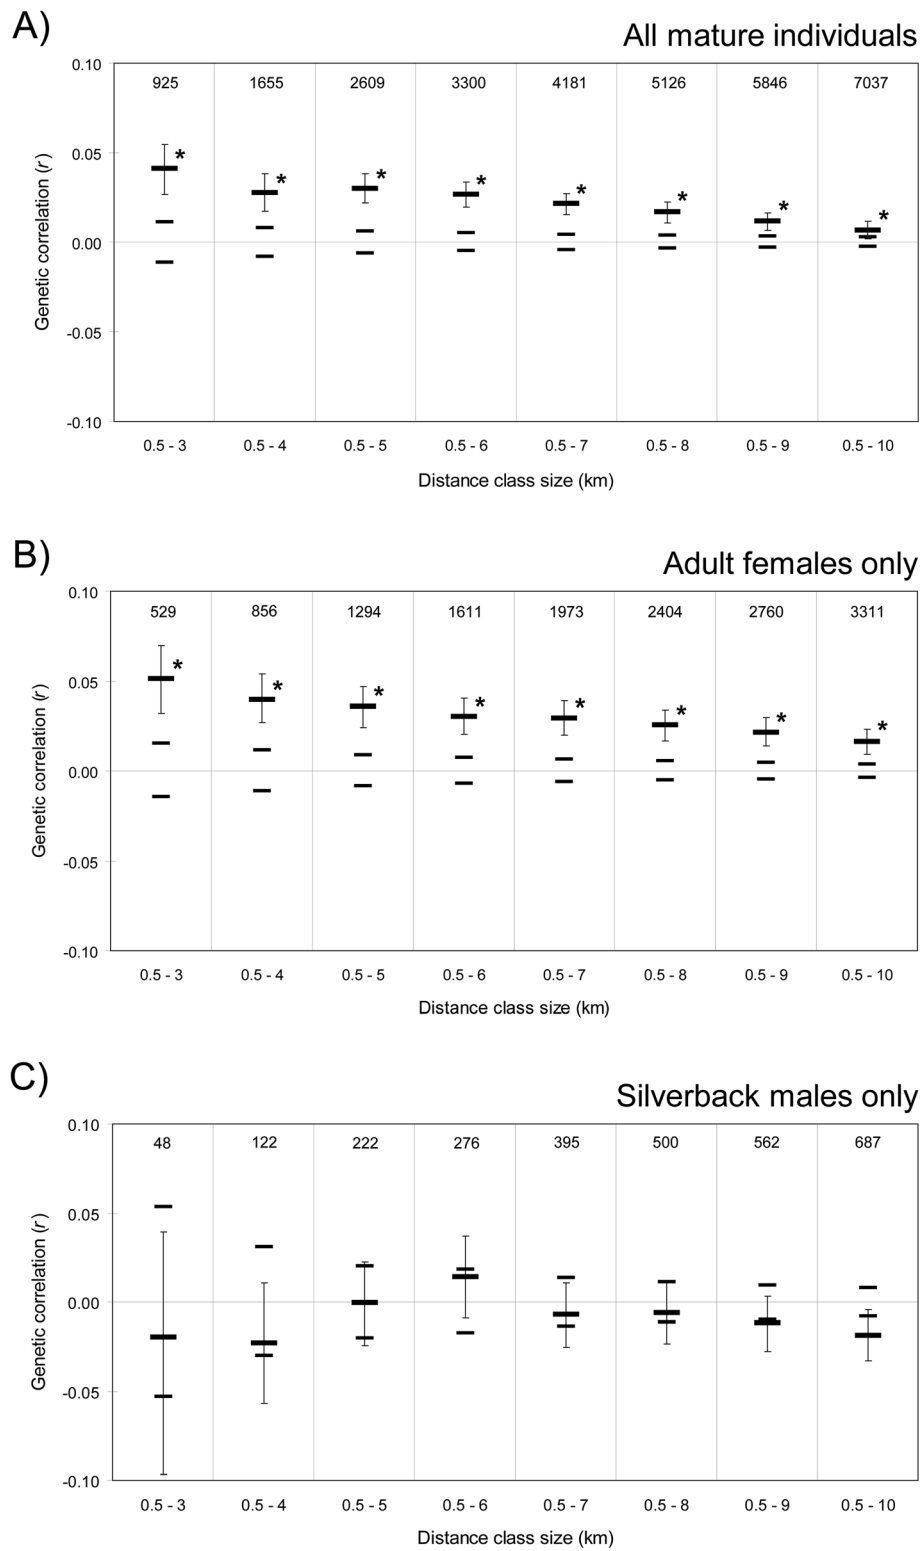 A)
All mature individuals
0.10
925 1655 2609 3300 4181 5126 5846 7037
* * * * * * * *
0.05
0.00
-0.05
-0.10
Genetic correlation (r)
0.5 - 3 0.5 - 4 0.5 - 5 0.5 - 6 0.5 - 7 0.5 - 8 0.5 - 9 0.5 - 10
Distance class size (km)
B)
Adult females only
0.10
529 856 1294 1611 1973 2404 2760 3311
* * * * * * * *
0.05
0.00
-0.05
-0.10
Genetic correlation (r)
0.5 - 3 0.5 - 4 0.5 - 5 0.5 - 6 0.5 - 7 0.5 - 8 0.5 - 9 0.5 - 10
Distance class size (km)
C)
Silverback males only
0.10
48 122 222 276 395 500 562 687
0.05
0.00
-0.05
-0.10
Genetic correlation (r)
0.5 - 3 0.5 - 4 0.5 - 5 0.5 - 6 0.5 - 7 0.5 - 8 0.5 - 9 0.5 - 10
Distance class size (km)